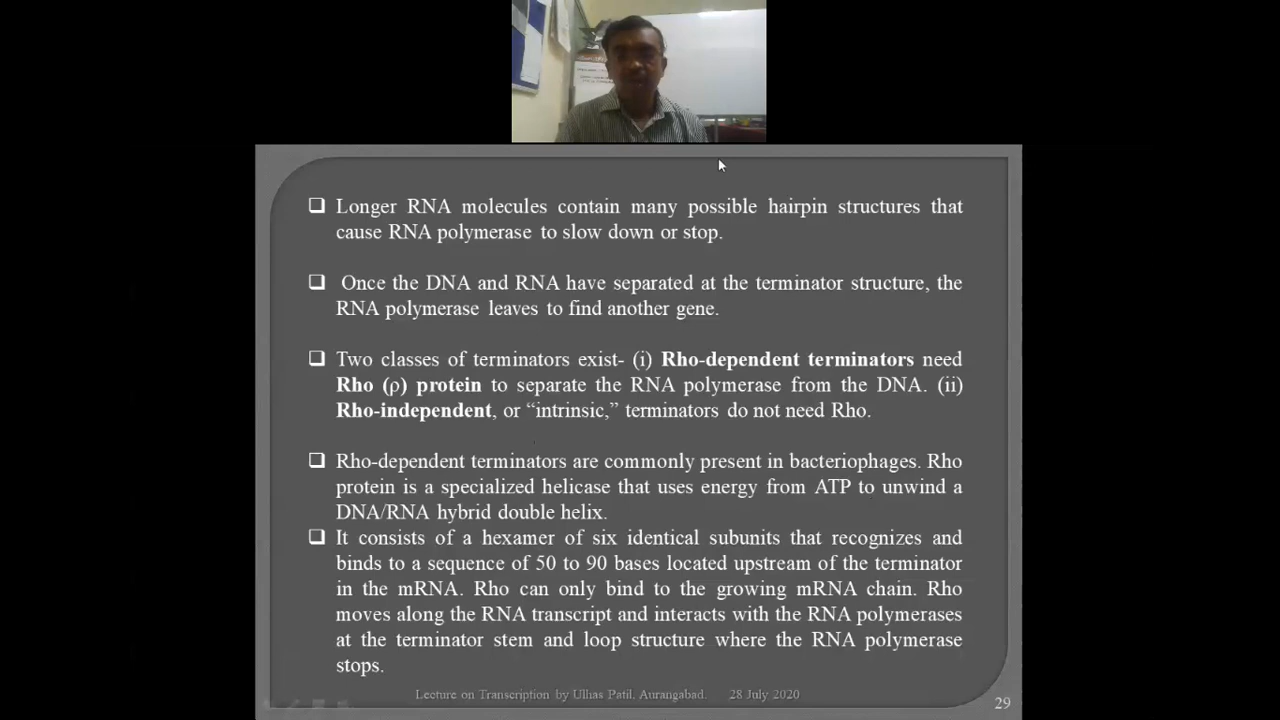 ❑ Longer RNA molecules contain many possible hairpin structures that
cause RNA polymerase to slow down or stop.
❑ Once the DNA and RNA have separated at the terminator structure, the
RNA polymerase leaves to find another gene.
❑ Two classes of terminators exist- (i) Rho-dependent terminators need
Rho (ρ) protein to separate the RNA polymerase from the DNA. (ii)
Rho-independent, or “intrinsic,” terminators do not need Rho.
❑ Rho-dependent terminators are commonly present in bacteriophages. Rho
protein is a specialized helicase that uses energy from ATP to unwind a
DNA/RNA hybrid double helix.
❑ It consists of a hexamer of six identical subunits that recognizes and
binds to a sequence of 50 to 90 bases located upstream of the terminator
in the mRNA. Rho can only bind to the growing mRNA chain. Rho
moves along the RNA transcript and interacts with the RNA polymerases
at the terminator stem and loop structure where the RNA polymerase
stops.
Lecture on Transcription by Ulhas Patil, Aurangabad. 28 July 2020
29